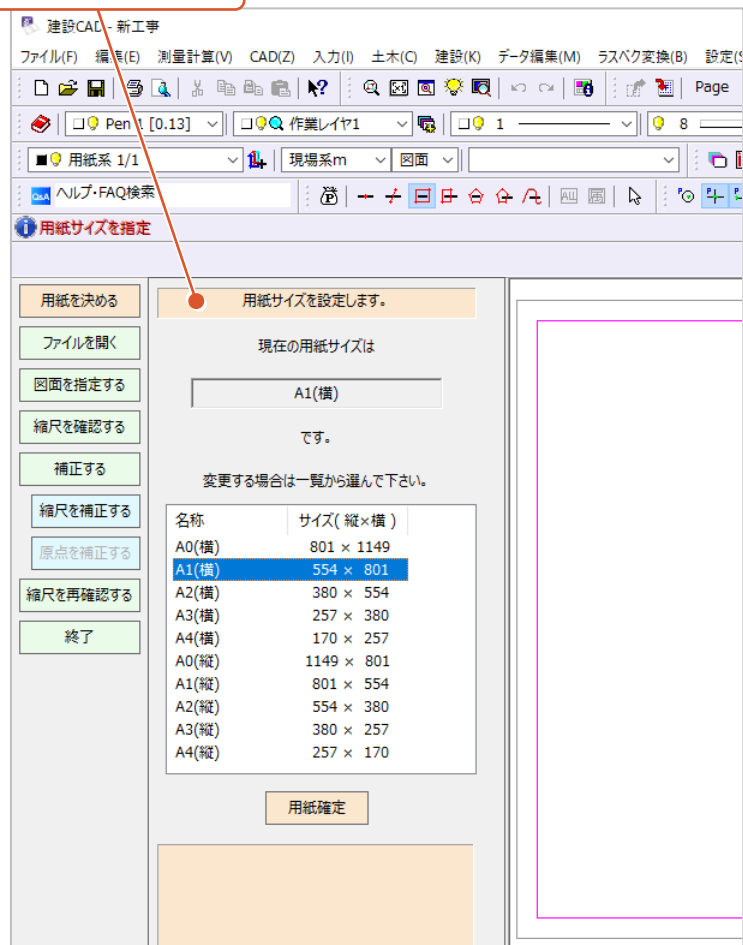 建設CAD - 新工事
ファイル(F) 編集(E) 測量計算(V) CAD(Z) 入力(I) 土木(C) 建設(K) データ編集(M) ラスベク変換(B) 設定(S
Page
Pen 1 [0.13] 作業レイヤ1 1 8
用紙系 1/1 現場系m 図面
Q&A ヘルプ・FAQ検索 All
用紙サイズを指定
用紙を決める
ファイルを開く
図面を指定する
縮尺を確認する
補正する
縮尺を補正する
原点を補正する
縮尺を再確認する
終了
用紙サイズを設定します。
現在の用紙サイズは
A1(横)
です。
変更する場合は一覧から選んで下さい。
名称 サイズ( 縦×横 )
A0(横) 801 × 1149
A1(横) 554 × 801
A2(横) 380 × 554
A3(横) 257 × 380
A4(横) 170 × 257
A0(縦) 1149 × 801
A1(縦) 801 × 554
A2(縦) 554 × 380
A3(縦) 380 × 257
A4(縦) 257 × 170
用紙確定